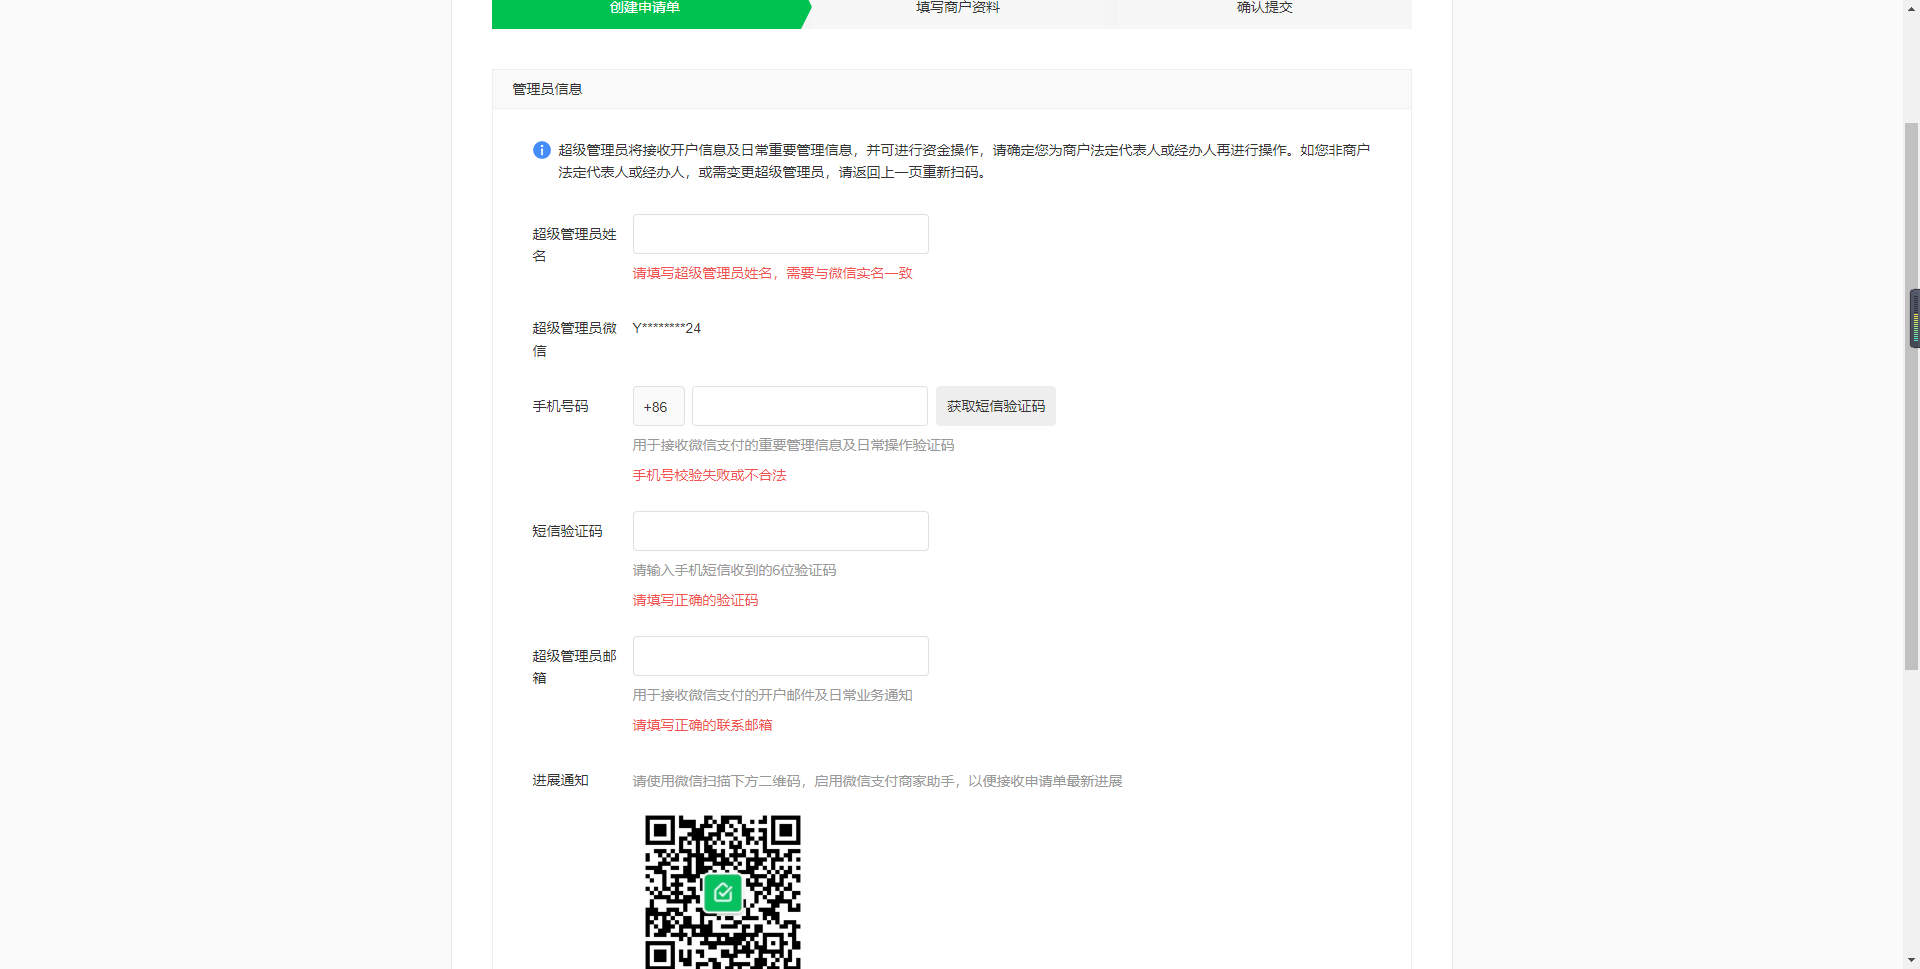 创建申请单
填写商户资料
确认提交
管理员信息
超级管理员将接收开户信息及日常重要管理信息，并可进行资金操作，请确定您为商户法定代表人或经办人再进行操作。如您非商户
法定代表人或经办人，或需变更超级管理员，请返回上一页重新扫码。
超级管理员姓
名
请填写超级管理员姓名，需要与微信实名一致
超级管理员微
信
Y********24
手机号码
+86
获取短信验证码
用于接收微信支付的重要管理信息及日常操作验证码
手机号校验失败或不合法
短信验证码
请输入手机短信收到的6位验证码
请填写正确的验证码
超级管理员邮
箱
用于接收微信支付的开户邮件及日常业务通知
请填写正确的联系邮箱
进展通知
请使用微信扫描下方二维码，启用微信支付商家助手，以便接收申请单最新进展